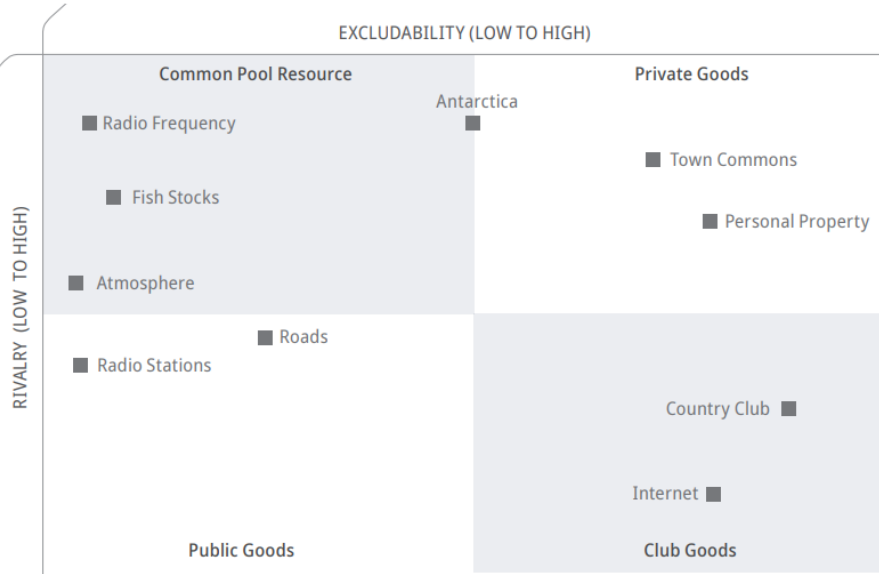 EXCLUDABILITY (LOW TO HIGH)
Common Pool Resource
Private Goods
Antarctica
Radio Frequency
Town Commons
Fish Stocks
Personal Property
Atmosphere
RIVALRY (LOW TO HIGH)
Roads
Radio Stations
Country Club
Internet
Public Goods
Club Goods